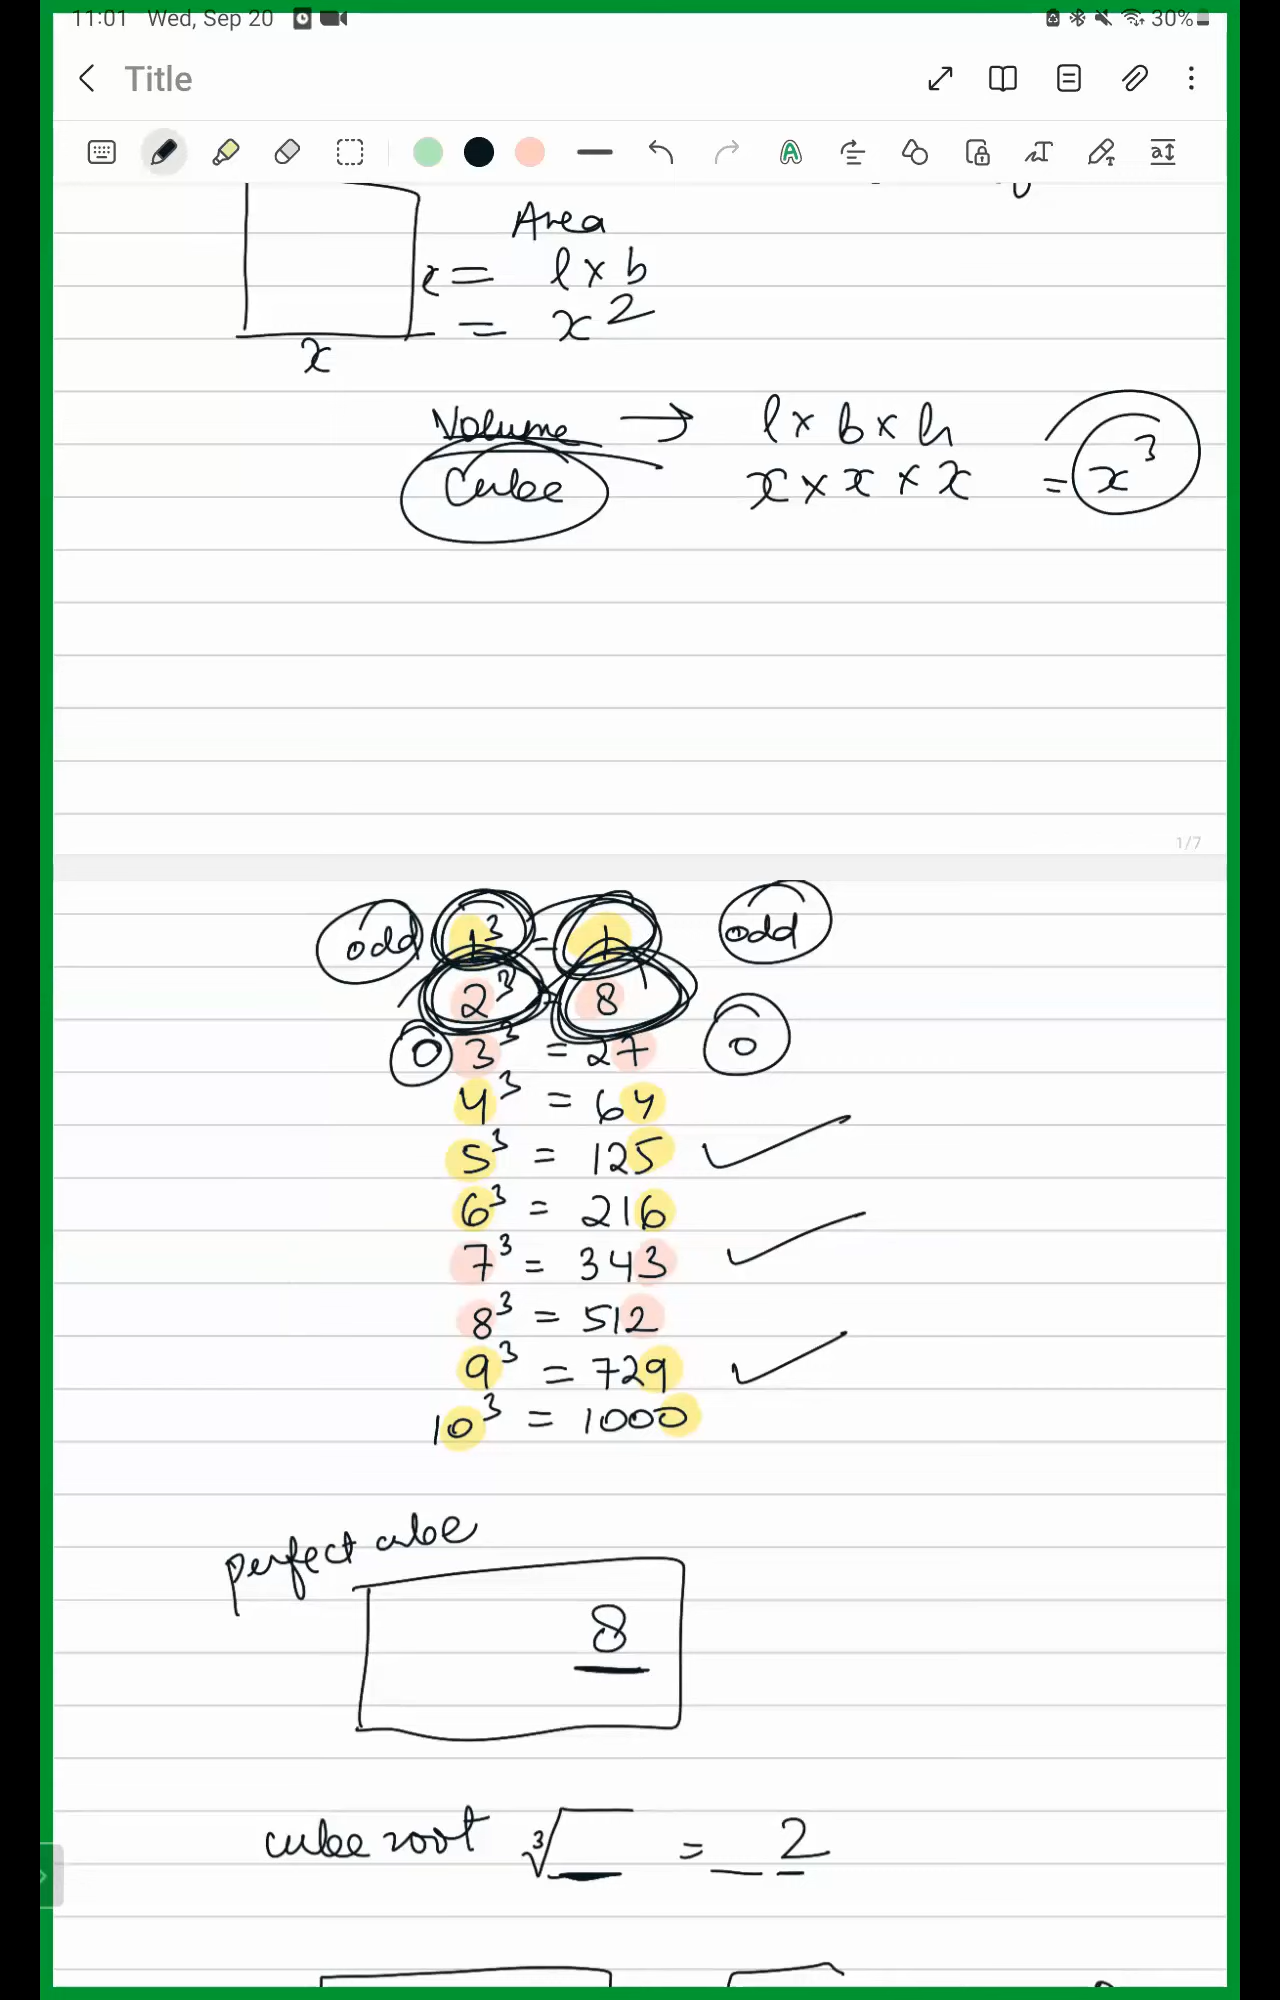 11:01 Wed, Sep 20 30%
Title
Area
x = l × b
= x²
x
Volume → l × b × h
Cube x × x × x = x³
1/7
odd 1³ = 1 odd
2³ = 8
0 3³ = 27 0
4³ = 64
5³ = 125
6³ = 216
7³ = 343
8³ = 512
9³ = 729
10³ = 1000
perfect cube
8
cube root ∛__ = __ 2